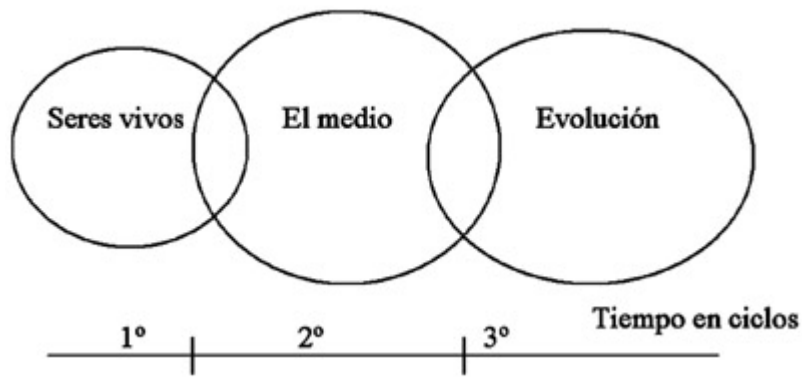 Seres vivos
El medio
Evolución
Tiempo en ciclos
1º
2º
3º